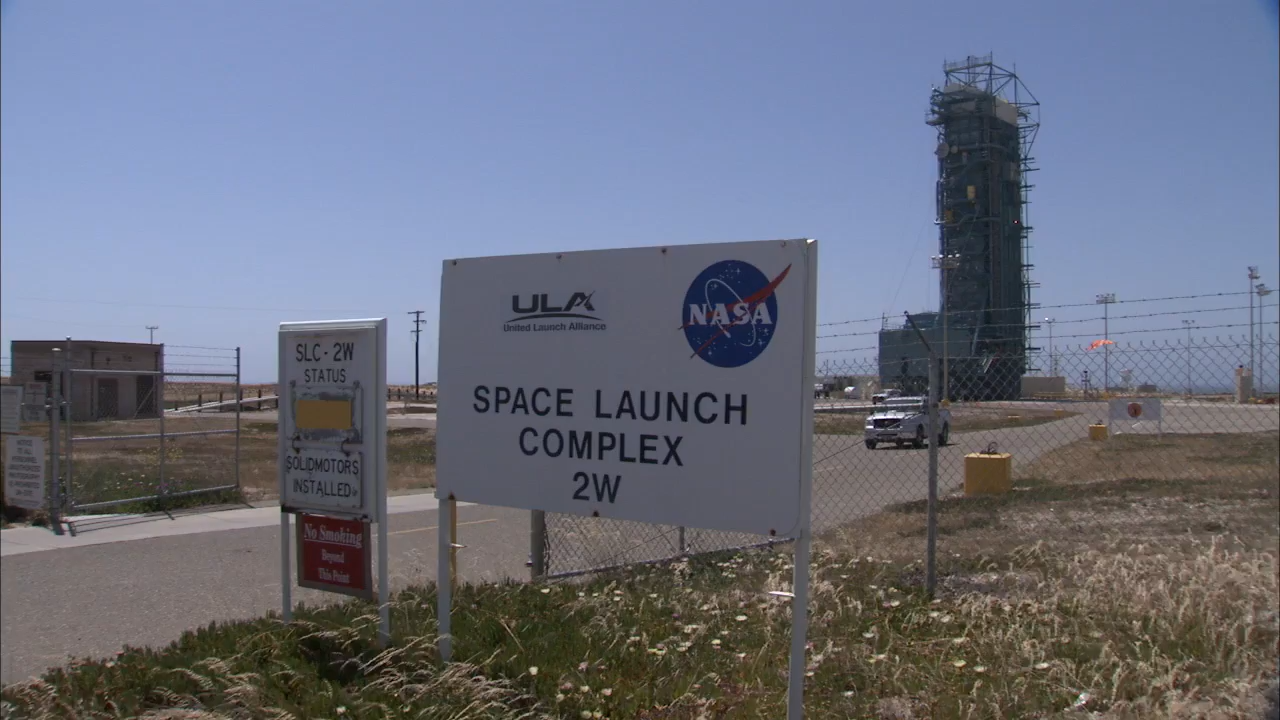 SLC - 2W
STATUS
SOLIDMOTORS
INSTALLED
No Smoking
Beyond
This Point
ULA
United Launch Alliance
NASA
SPACE LAUNCH
COMPLEX
2W